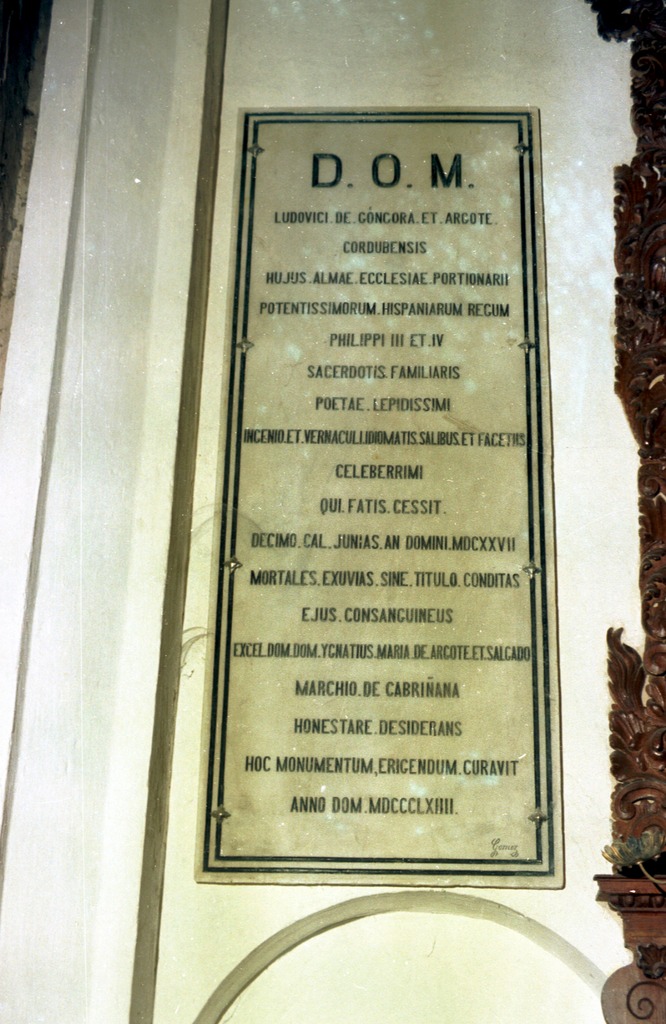 D. O. M.
LUDOVICI. DE. GÓNGORA. ET. ARGOTE.
CORDUBENSIS
HUJUS. ALMAE. ECCLESIAE. PORTIONARII
POTENTISSIMORUM. HISPANIARUM REGUM
PHILIPPI III ET. IV
SACERDOTIS. FAMILIARIS
POETAE. LEPIDISSIMI
INGENIO. ET. VERNACULI. IDIOMATIS. SALIBUS. ET FACETIIS
CELEBERRIMI
QUI. FATIS. CESSIT.
DECIMO. CAL. JUNIAS. AN DOMINI. MDCXXVII
MORTALES. EXUVIAS. SINE. TITULO. CONDITAS
EJUS. CONSANGUINEUS
EXCEL. DOM. DOM. YGNATIUS. MARIA. DE. ARGOTE. ET. SALGADO
MARCHIO. DE CABRIÑANA
HONESTARE. DESIDERANS
HOC MONUMENTUM, ERIGENDUM. CURAVIT
ANNO DOM. MDCCCLXIIII.
Gomez